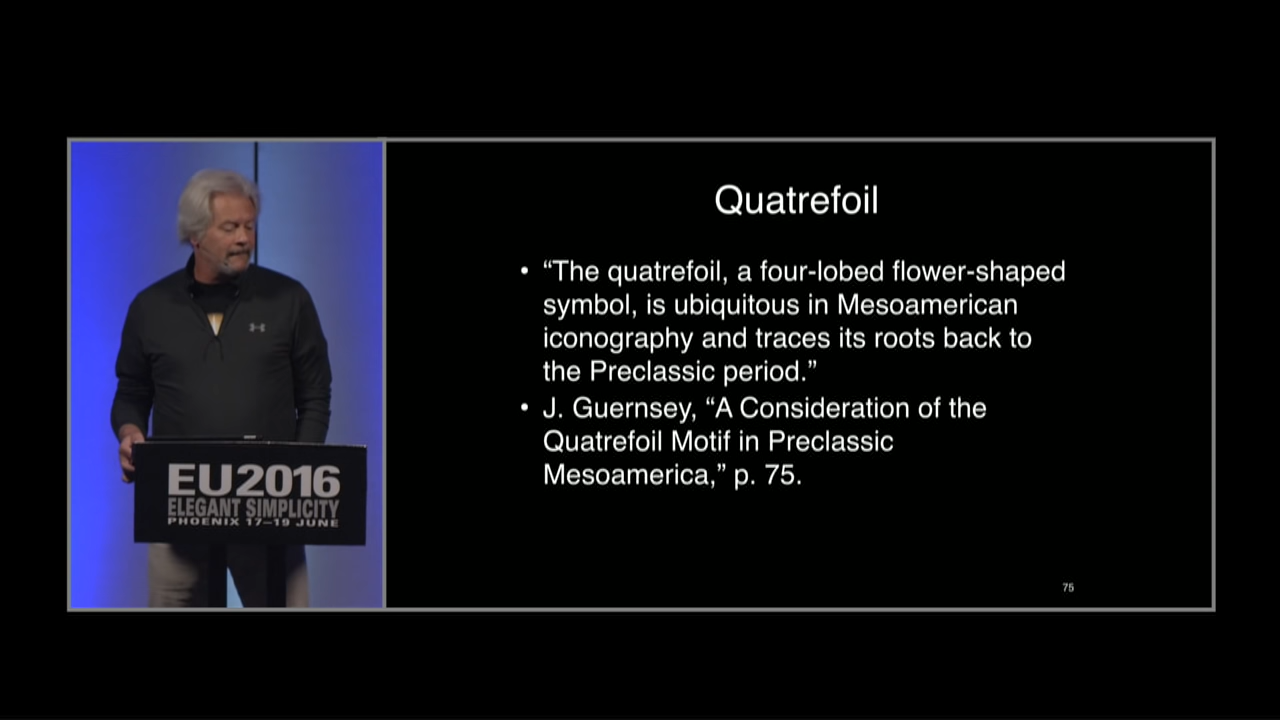 Quatrefoil
• “The quatrefoil, a four-lobed flower-shaped
symbol, is ubiquitous in Mesoamerican
iconography and traces its roots back to
the Preclassic period.”
• J. Guernsey, “A Consideration of the
Quatrefoil Motif in Preclassic
Mesoamerica,” p. 75.
75
EU2016
ELEGANT SIMPLICITY
PHOENIX 17–19 JUNE